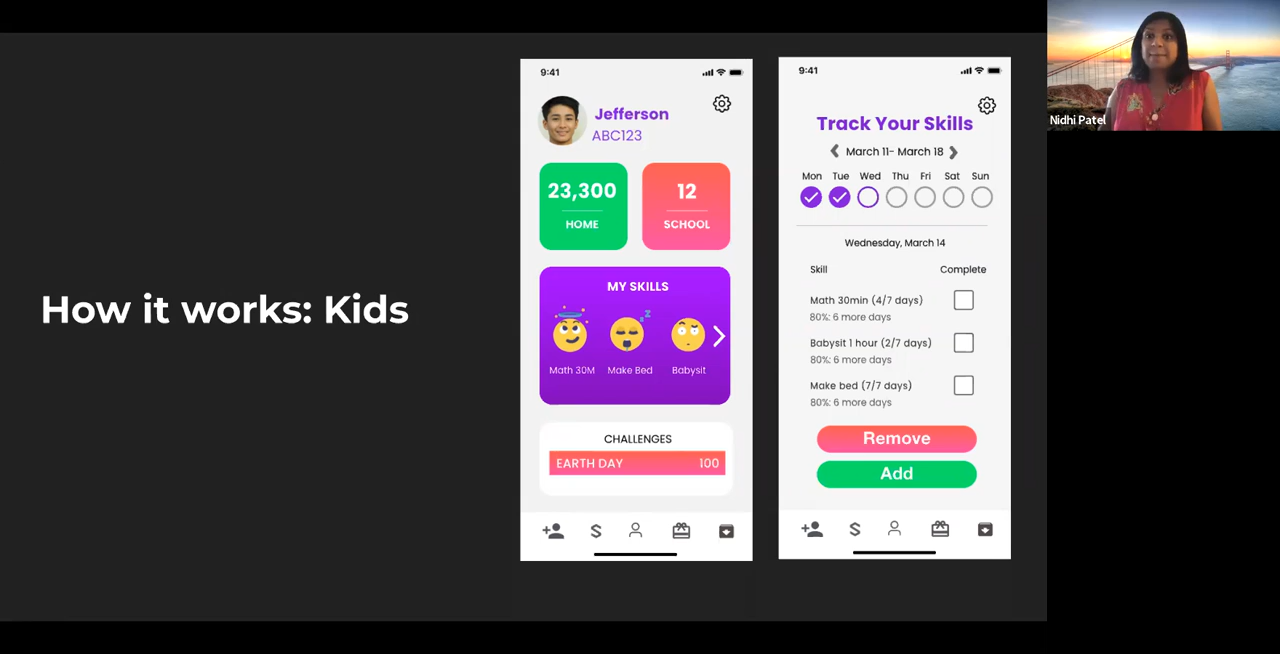 How it works: Kids
9:41
Jefferson
ABC123
23,300
HOME
12
SCHOOL
MY SKILLS
Math 30M
Make Bed
Babysit
CHALLENGES
EARTH DAY 100
9:41
Track Your Skills
March 11- March 18
Mon Tue Wed Thu Fri Sat Sun
Wednesday, March 14
Skill Complete
Math 30min (4/7 days)
80%: 6 more days
Babysit 1 hour (2/7 days)
80%: 6 more days
Make bed (7/7 days)
80%: 6 more days
Remove
Add
Nidhi Patel